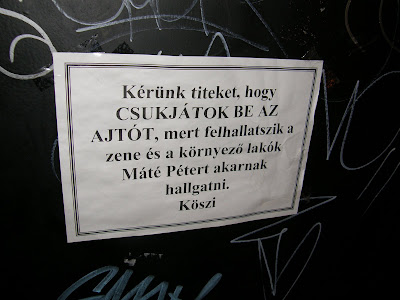 Kérünk titeket, hogy
CSUKJÁTOK BE AZ
AJTÓT, mert felhallatszik a
zene és a környező lakók
Máté Pétert akarnak
hallgatni.
Köszi